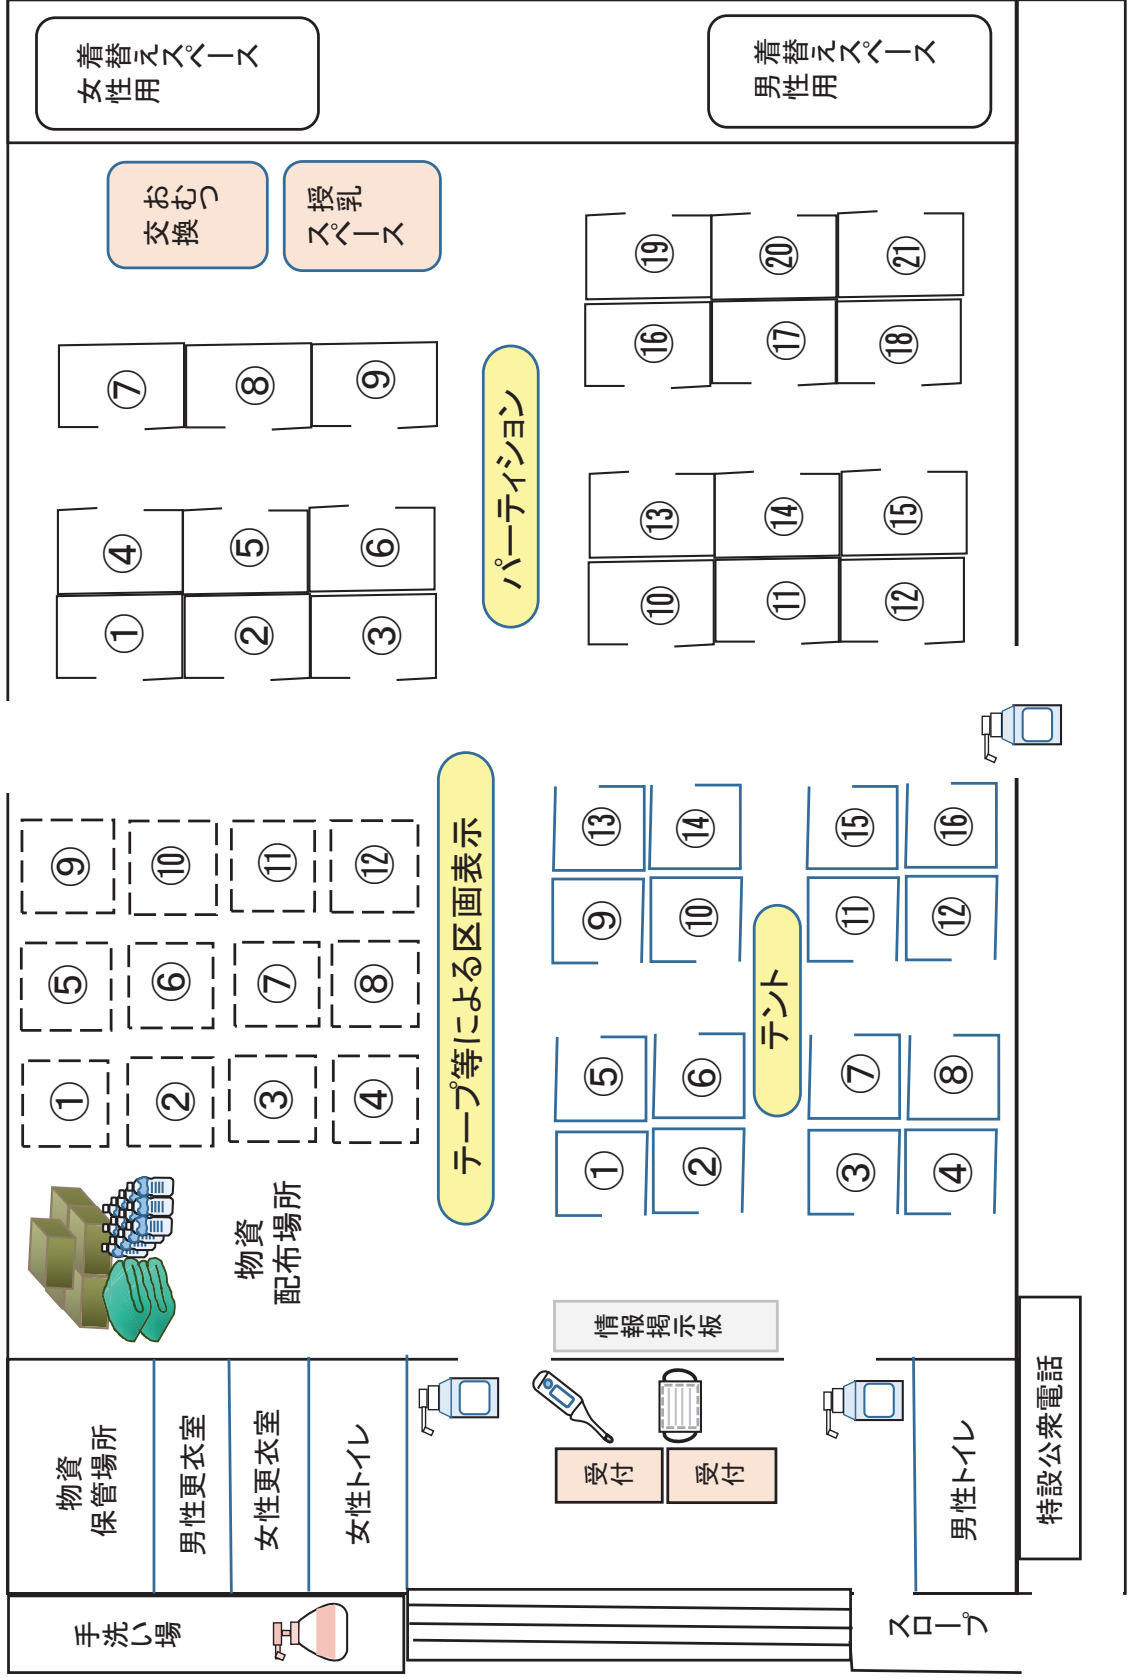 手洗い場
物資
保管場所
男性更衣室
女性更衣室
女性トイレ
物資
配布場所
① ⑤ ⑨
② ⑥ ⑩
③ ⑦ ⑪
④ ⑧ ⑫
テープ等による区画表示
① ④ ⑦
② ⑤ ⑧
③ ⑥ ⑨
おむつ
交換
授乳
スペース
着替えスペース
女性用
パーティション
受付
受付
情報掲示板
① ⑤ ⑨ ⑬
② ⑥ ⑩ ⑭
テント
③ ⑦ ⑪ ⑮
④ ⑧ ⑫ ⑯
⑩ ⑬ ⑯ ⑲
⑪ ⑭ ⑰ ⑳
⑫ ⑮ ⑱ ㉑
着替えスペース
男性用
スロープ
男性トイレ
特設公衆電話